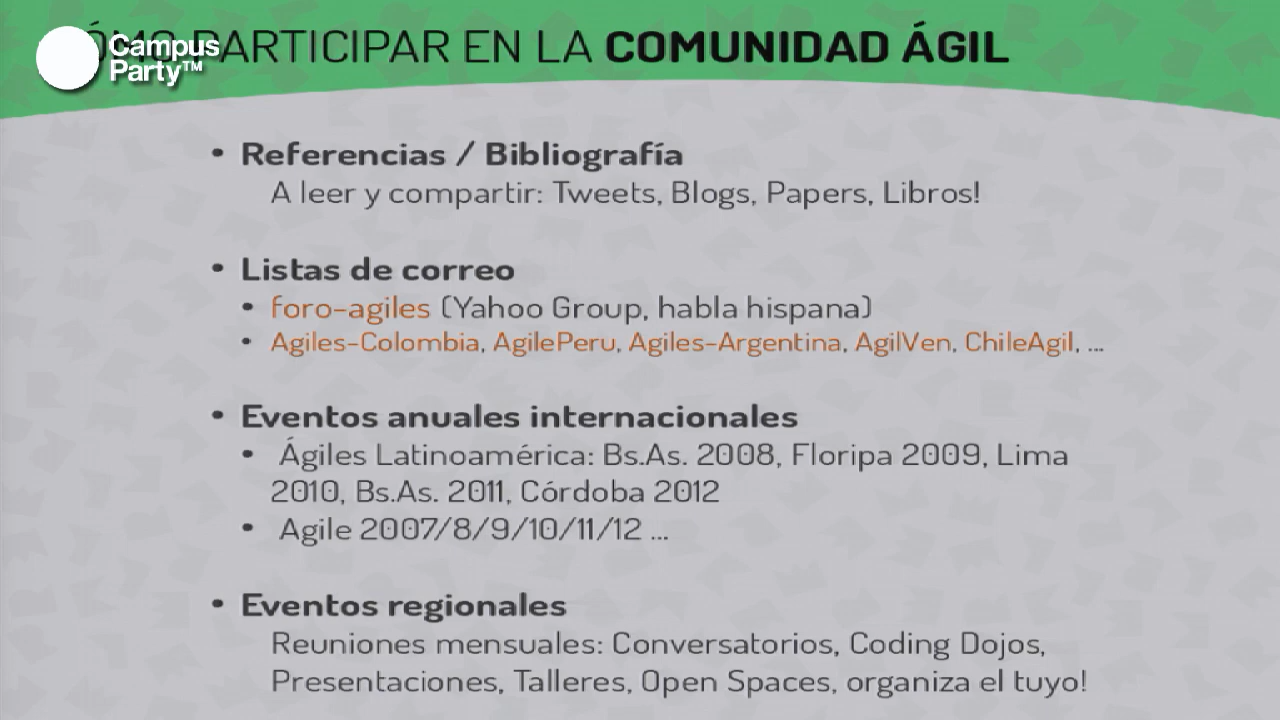 Campus
Party™
PARTICIPAR EN LA COMUNIDAD ÁGIL
• Referencias / Bibliografía
A leer y compartir: Tweets, Blogs, Papers, Libros!
• Listas de correo
• foro-agiles (Yahoo Group, habla hispana)
• Agiles-Colombia, AgilePeru, Agiles-Argentina, AgilVen, ChileAgil, ...
• Eventos anuales internacionales
• Ágiles Latinoamérica: Bs.As. 2008, Floripa 2009, Lima
2010, Bs.As. 2011, Córdoba 2012
• Agile 2007/8/9/10/11/12 ...
• Eventos regionales
Reuniones mensuales: Conversatorios, Coding Dojos,
Presentaciones, Talleres, Open Spaces, organiza el tuyo!